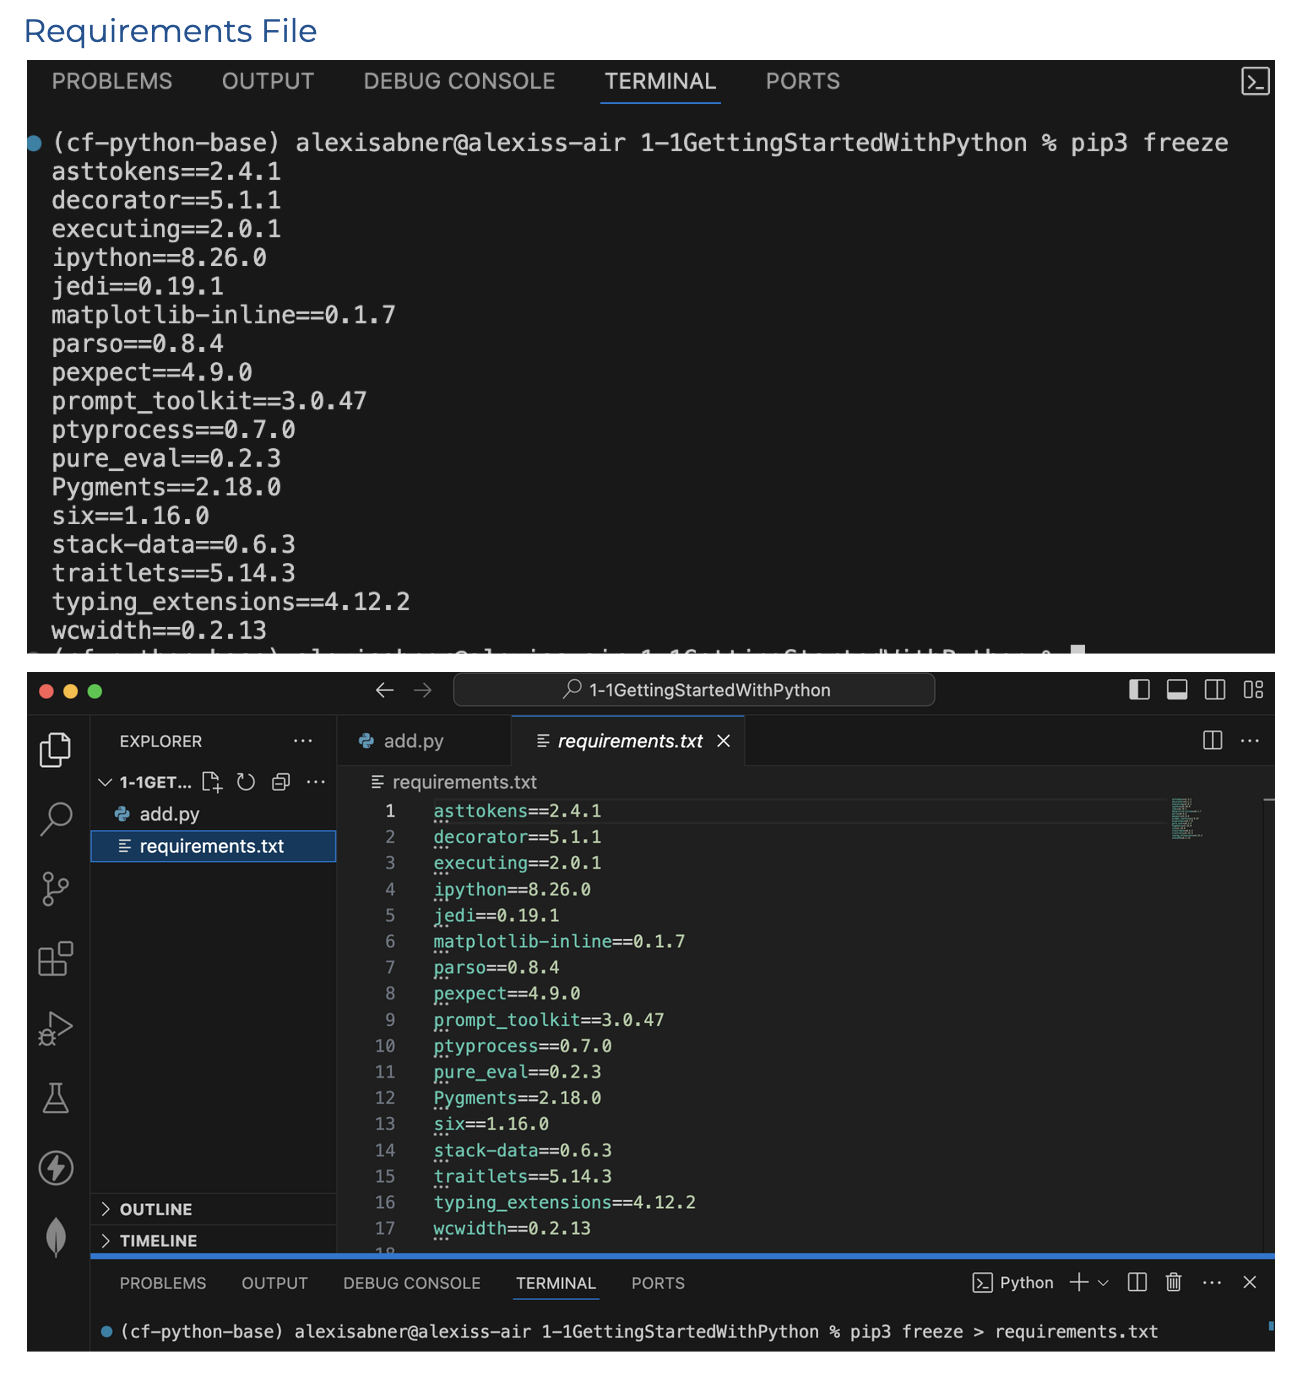 Requirements File
PROBLEMS OUTPUT DEBUG CONSOLE TERMINAL PORTS
(cf-python-base) alexisabner@alexiss-air 1-1GettingStartedWithPython % pip3 freeze
asttokens==2.4.1
decorator==5.1.1
executing==2.0.1
ipython==8.26.0
jedi==0.19.1
matplotlib-inline==0.1.7
parso==0.8.4
pexpect==4.9.0
prompt_toolkit==3.0.47
ptyprocess==0.7.0
pure_eval==0.2.3
Pygments==2.18.0
six==1.16.0
stack-data==0.6.3
traitlets==5.14.3
typing_extensions==4.12.2
wcwidth==0.2.13
(cf-python-base) alexisabner@alexiss-air 1-1GettingStartedWithPython %
1-1GettingStartedWithPython
EXPLORER ...
1-1GET... ...
add.py
requirements.txt
OUTLINE
TIMELINE
add.py requirements.txt
requirements.txt
1 asttokens==2.4.1
2 decorator==5.1.1
3 executing==2.0.1
4 ipython==8.26.0
5 jedi==0.19.1
6 matplotlib-inline==0.1.7
7 parso==0.8.4
8 pexpect==4.9.0
9 prompt_toolkit==3.0.47
10 ptyprocess==0.7.0
11 pure_eval==0.2.3
12 Pygments==2.18.0
13 six==1.16.0
14 stack-data==0.6.3
15 traitlets==5.14.3
16 typing_extensions==4.12.2
17 wcwidth==0.2.13
18
PROBLEMS OUTPUT DEBUG CONSOLE TERMINAL PORTS Python
(cf-python-base) alexisabner@alexiss-air 1-1GettingStartedWithPython % pip3 freeze > requirements.txt